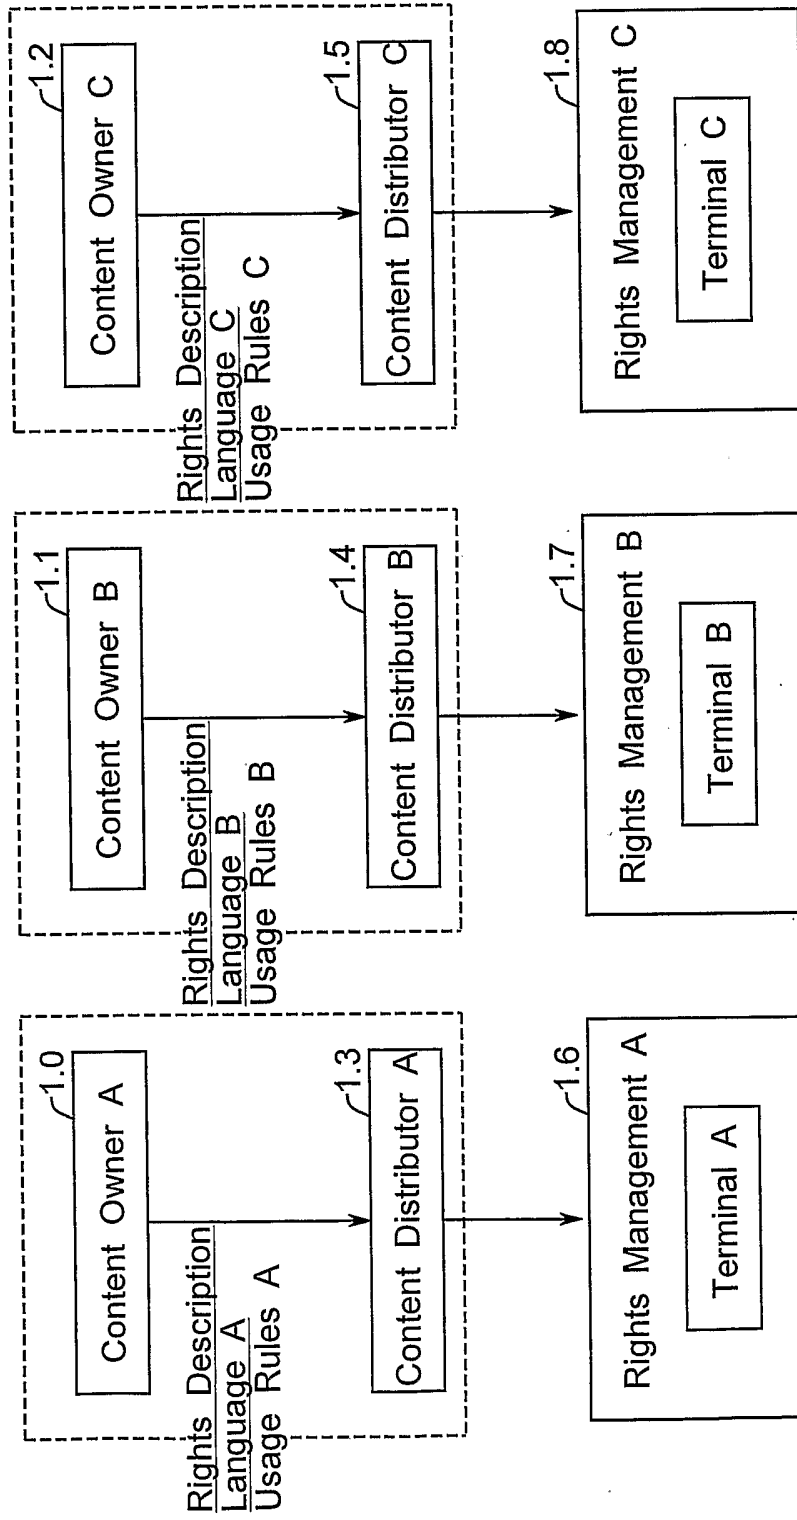 1.0
Content Owner A
Rights Description
Language A
Usage Rules A
1.3
Content Distributor A
1.6
Rights Management A
Terminal A
1.1
Content Owner B
Rights Description
Language B
Usage Rules B
1.4
Content Distributor B
1.7
Rights Management B
Terminal B
1.2
Content Owner C
Rights Description
Language C
Usage Rules C
1.5
Content Distributor C
1.8
Rights Management C
Terminal C